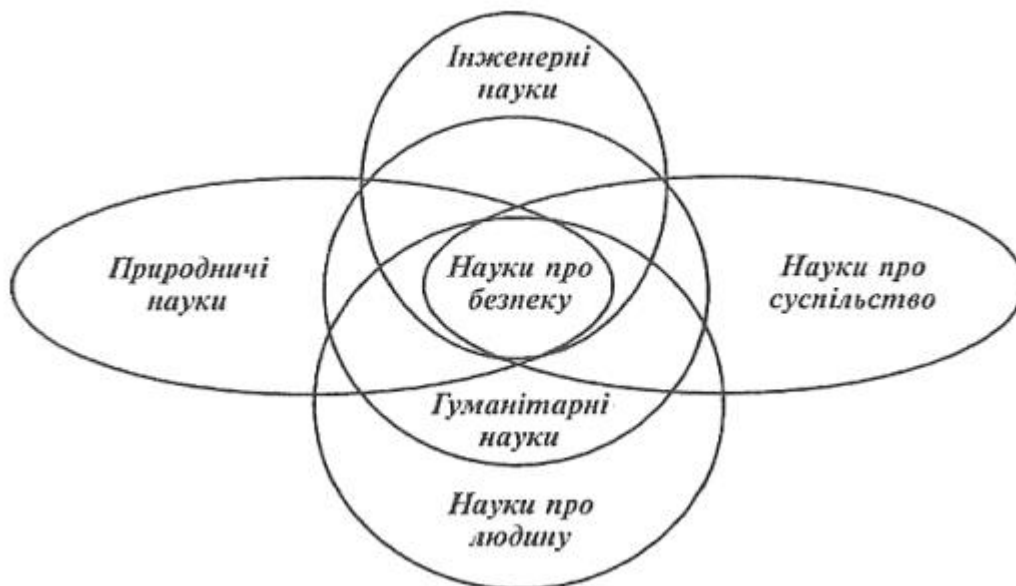 Інженерні
науки
Природничі
науки
Науки про
безпеку
Науки про
суспільство
Гуманітарні
науки
Науки про
людину